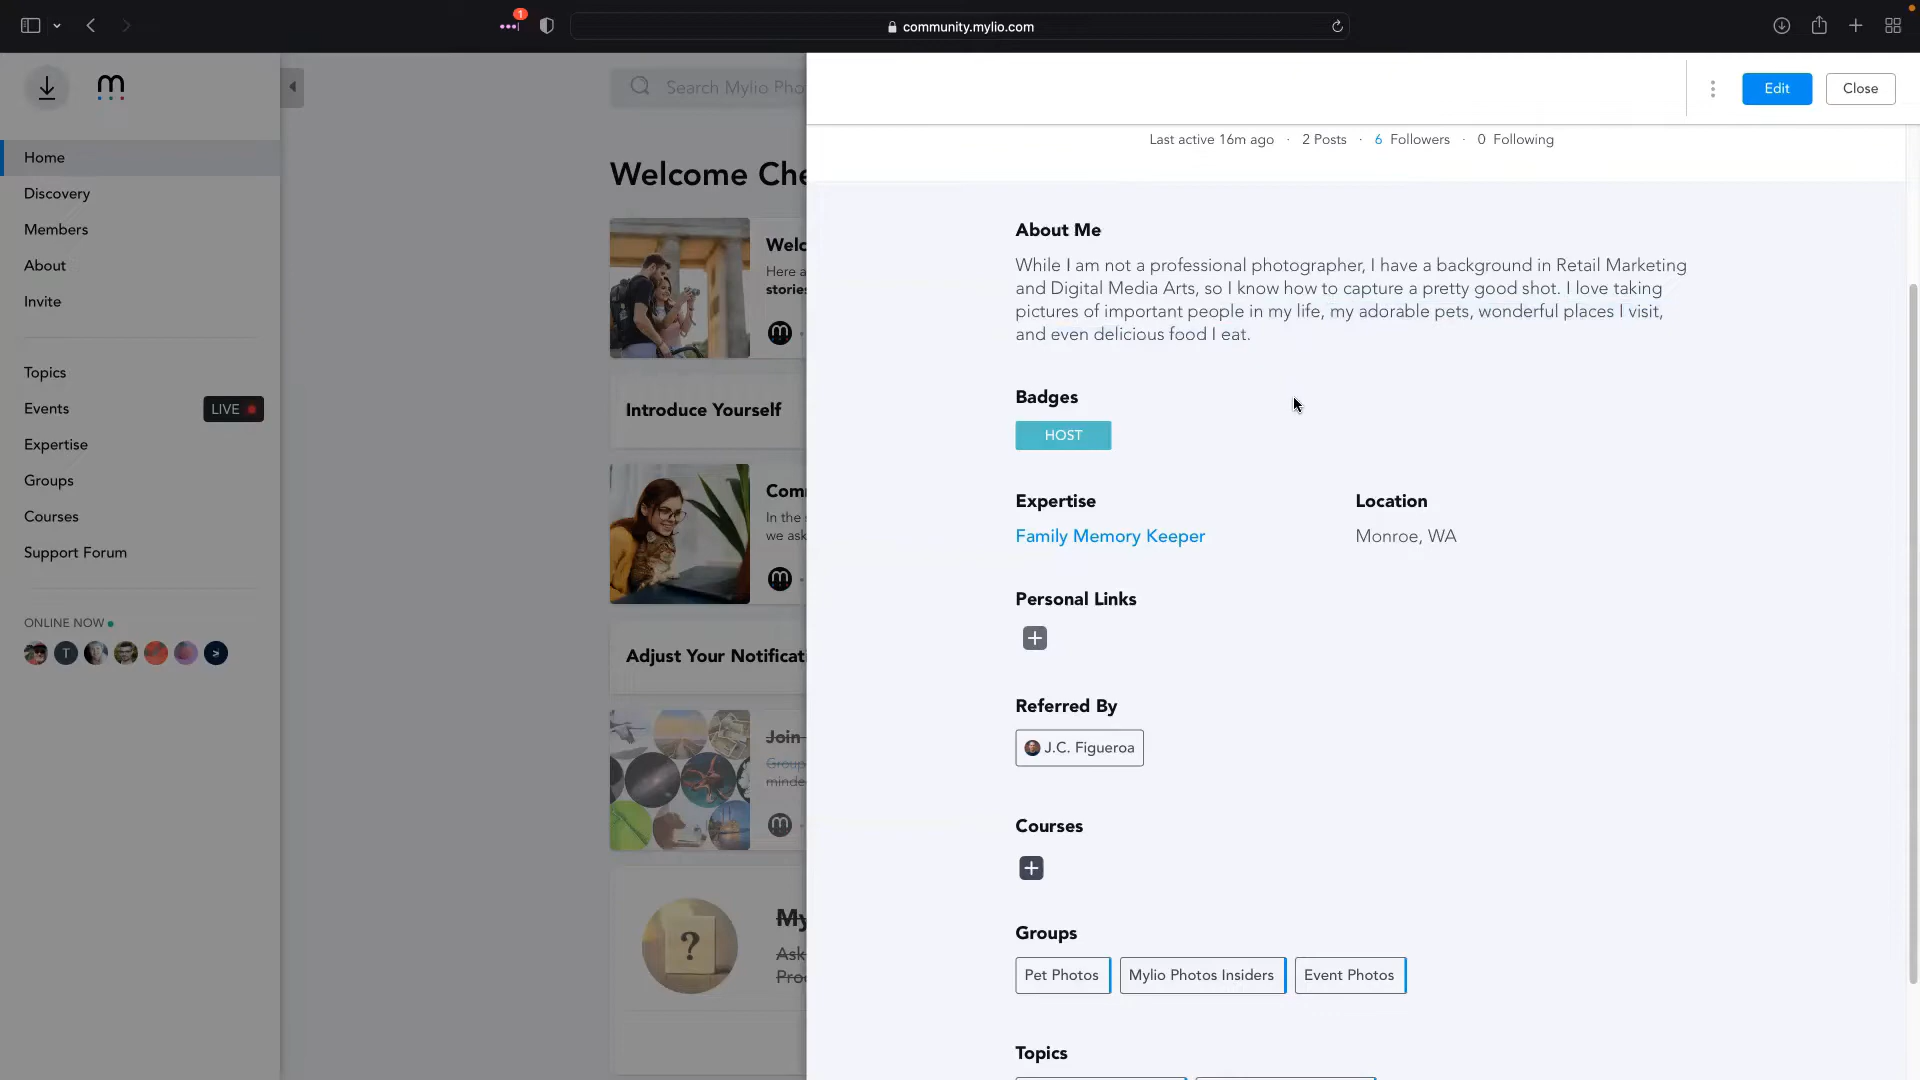 1
community.mylio.com
m
Home
Discovery
Members
About
Invite
Topics
Events
LIVE
Expertise
Groups
Courses
Support Forum
ONLINE NOW
T
>
Search Mylio Pho
Welcome Che
Welc
Here a
stories
Introduce Yourself
Com
In the s
we ask
Adjust Your Notificati
Join
Group
minde
?
My
Ask
Proc
Edit
Close
Last active 16m ago · 2 Posts · 6 Followers · 0 Following
About Me
While I am not a professional photographer, I have a background in Retail Marketing
and Digital Media Arts, so I know how to capture a pretty good shot. I love taking
pictures of important people in my life, my adorable pets, wonderful places I visit,
and even delicious food I eat.
Badges
HOST
Expertise
Location
Family Memory Keeper
Monroe, WA
Personal Links
Referred By
J.C. Figueroa
Courses
Groups
Pet Photos
Mylio Photos Insiders
Event Photos
Topics